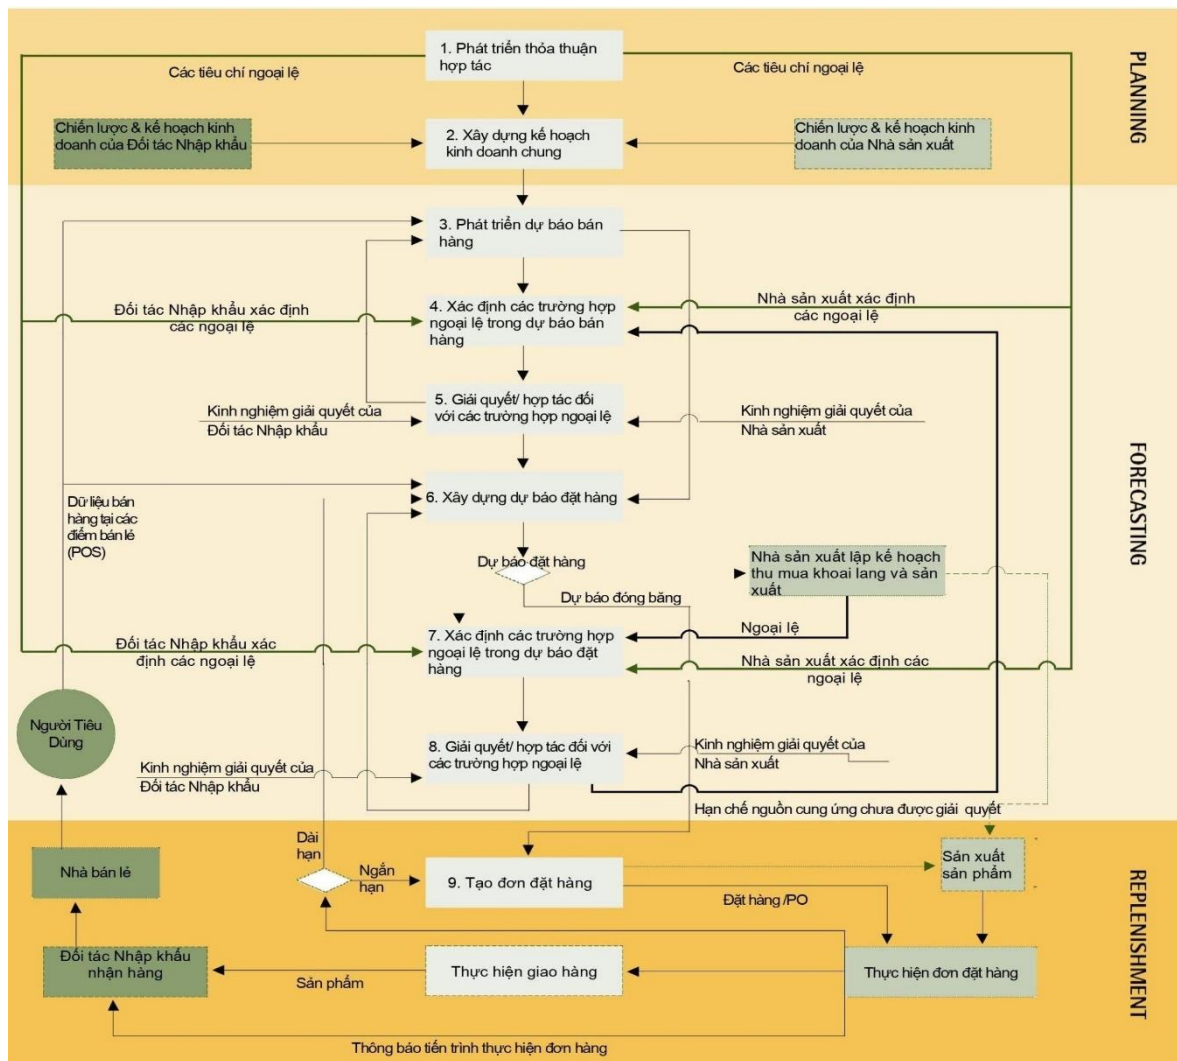 1. Phát triển thỏa thuận
hợp tác
Các tiêu chí ngoại lệ
Các tiêu chí ngoại lệ
PLANNING
Chiến lược & kế hoạch kinh
doanh của Đối tác Nhập khẩu
2. Xây dựng kế hoạch
kinh doanh chung
Chiến lược & kế hoạch kinh
doanh của Nhà sản xuất
3. Phát triển dự báo bán
hàng
Đối tác Nhập khẩu xác định
các ngoại lệ
4. Xác định các trường hợp
ngoại lệ trong dự báo bán
hàng
Nhà sản xuất xác định
các ngoại lệ
Kinh nghiệm giải quyết của
Đối tác Nhập khẩu
5. Giải quyết/ hợp tác đối
với các trường hợp ngoại lệ
Kinh nghiệm giải quyết của
Nhà sản xuất
FORECASTING
Dữ liệu bán
hàng tại các
điểm bán lẻ
(POS)
6. Xây dựng dự báo đặt hàng
Dự báo đặt hàng
Nhà sản xuất lập kế hoạch
thu mua khoai lang và sản
xuất
Dự báo đóng băng
Ngoại lệ
Đối tác Nhập khẩu xác
định các ngoại lệ
7. Xác định các trường hợp
ngoại lệ trong dự báo đặt
hàng
Nhà sản xuất xác định các
ngoại lệ
Người Tiêu
Dùng
8. Giải quyết/ hợp tác đối với
các trường hợp ngoại lệ
Kinh nghiệm giải quyết của
Nhà sản xuất
Kinh nghiệm giải quyết của
Đối tác Nhập khẩu
Hạn chế nguồn cung ứng chưa được giải quyết
Dài
hạn
Ngắn
hạn
Nhà bán lẻ
9. Tạo đơn đặt hàng
Sản xuất
sản phẩm
Đặt hàng /PO
REPLENISHMENT
Đối tác Nhập khẩu
nhận hàng
Sản phẩm
Thực hiện giao hàng
Thực hiện đơn đặt hàng
Thông báo tiến trình thực hiện đơn hàng